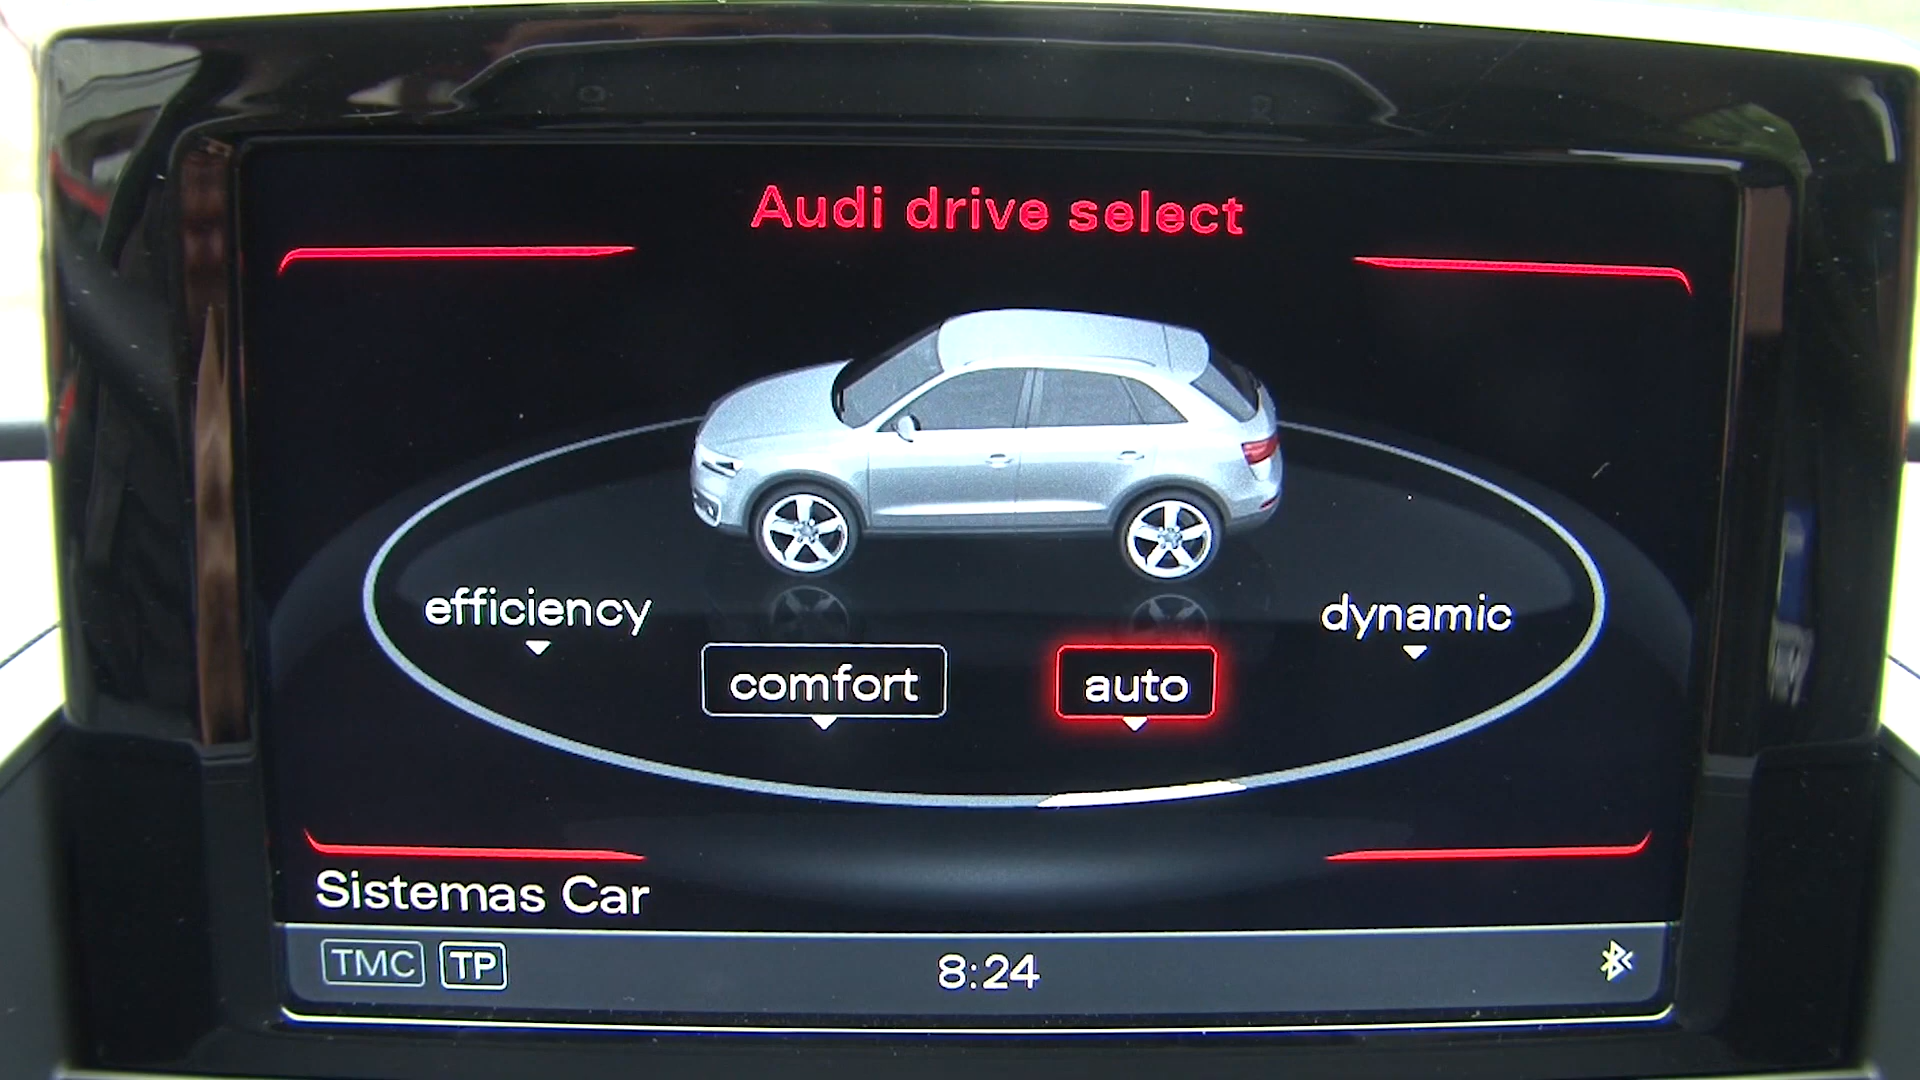 Audi drive select
efficiency
dynamic
comfort
auto
Sistemas Car
TMC TP 8:24